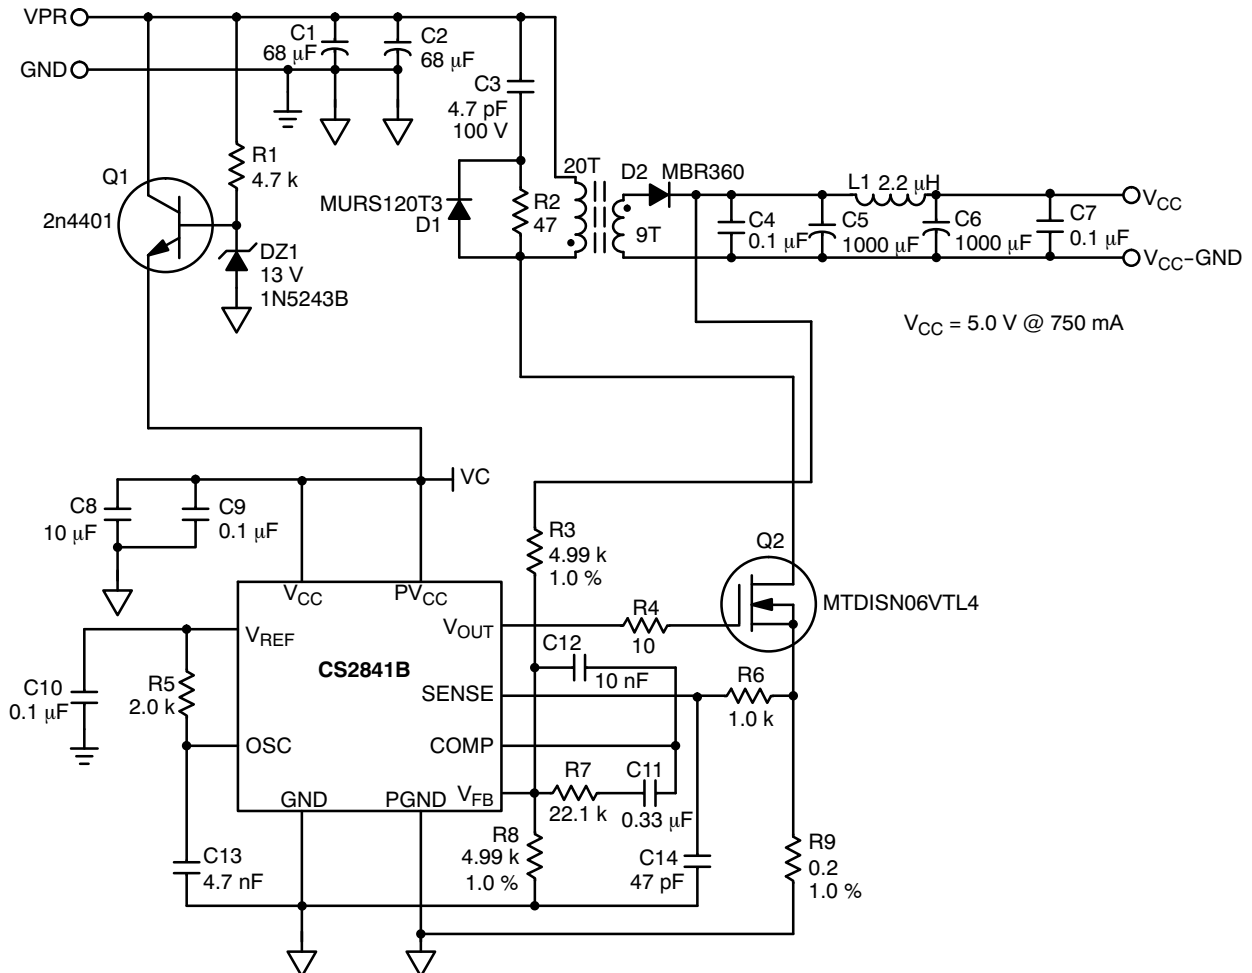 VPR
GND
C1
68 µF
C2
68 µF
C3
4.7 pF
100 V
R1
4.7 k
Q1
2n4401
DZ1
13 V
1N5243B
MURS120T3
D1
R2
47
20T
9T
D2 MBR360
C4
0.1 µF
C5
1000 µF
L1 2.2 µH
C6
1000 µF
C7
0.1 µF
VCC
VCC-GND
VCC = 5.0 V @ 750 mA
VC
C8
10 µF
C9
0.1 µF
R3
4.99 k
1.0 %
Q2
MTDISN06VTL4
VCC
PVCC
VREF
VOUT
CS2841B
SENSE
OSC
COMP
GND
PGND
VFB
R4
10
C12
10 nF
R6
1.0 k
C10
0.1 µF
R5
2.0 k
R7
22.1 k
C11
0.33 µF
R8
4.99 k
1.0 %
C14
47 pF
R9
0.2
1.0 %
C13
4.7 nF